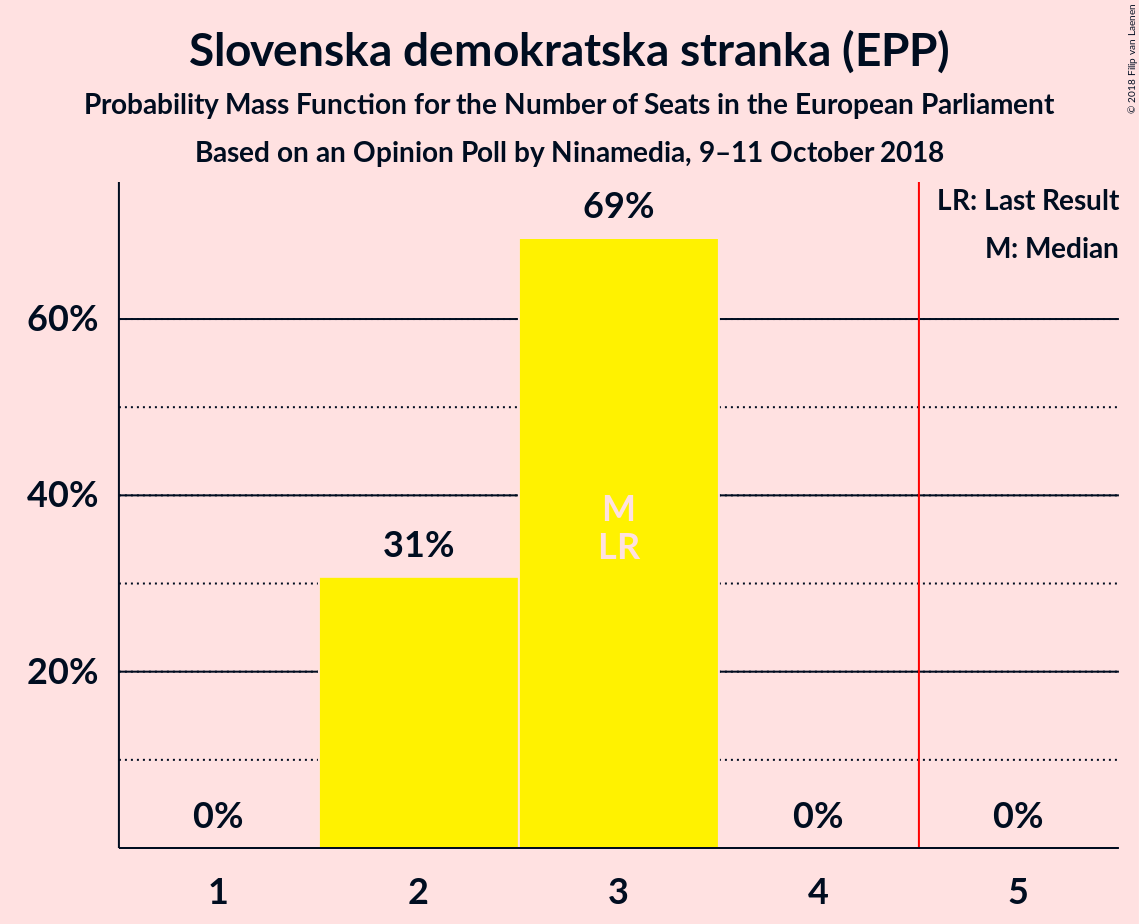 Slovenska demokratska stranka (EPP)
Probability Mass Function for the Number of Seats in the European Parliament
Based on an Opinion Poll by Ninamedia, 9–11 October 2018
© 2018 Filip van Laenen
LR: Last Result
M: Median
69%
60%
40%
M
LR
31%
20%
0%
0%
0%
1
2
3
4
5